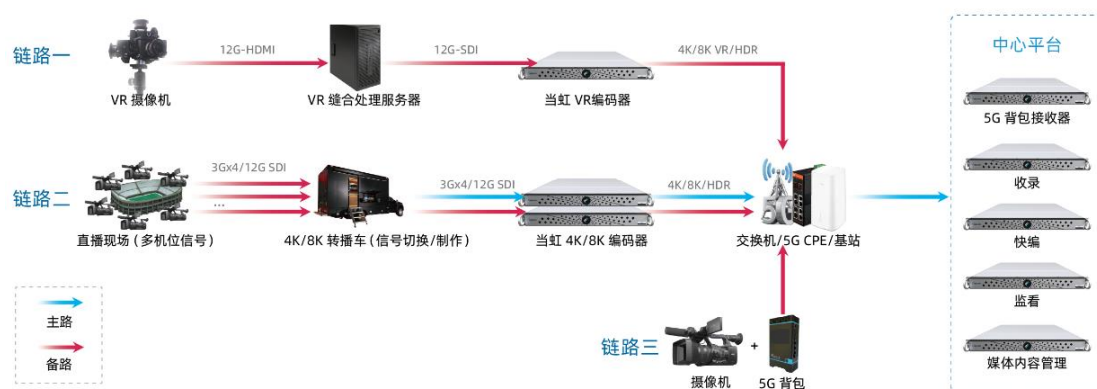 链路一
12G-HDMI
12G-SDI
4K/8K VR/HDR
VR 摄像机
VR 缝合处理服务器
当虹 VR编码器
链路二
3Gx4/12G SDI
...
3Gx4/12G SDI
4K/8K/HDR
直播现场（多机位信号）
4K/8K 转播车（信号切换/制作）
当虹 4K/8K 编码器
交换机/5G CPE/基站
链路三
+
摄像机
5G 背包
主路
备路
中心平台
5G 背包接收器
收录
快编
监看
媒体内容管理